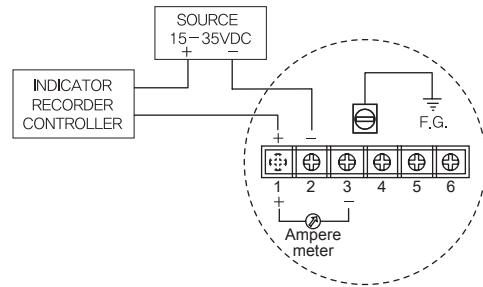 SOURCE
15-35VDC
+ −
INDICATOR
RECORDER
CONTROLLER
F.G.
+ −
1 2 3 4 5 6
+ −
Ampere
meter